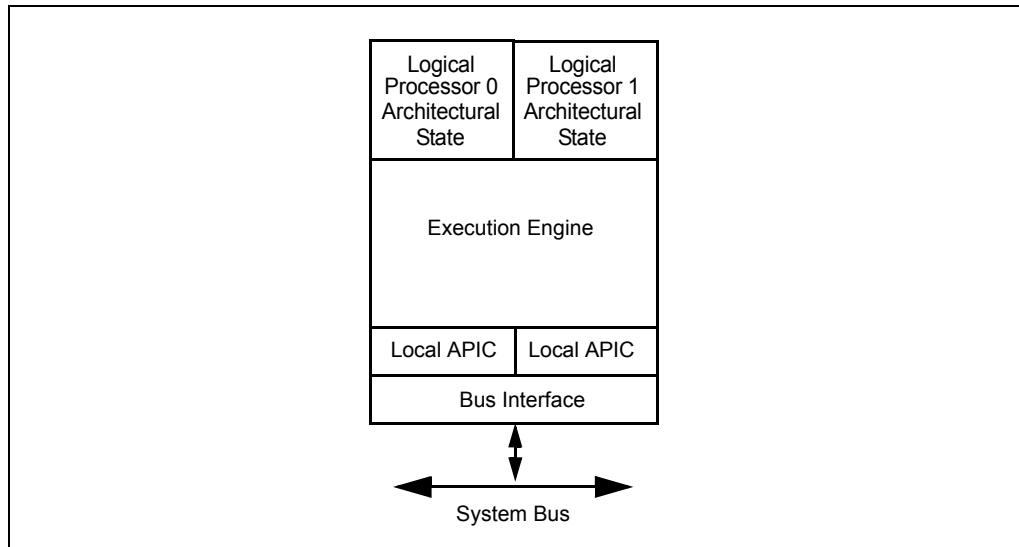 Logical
Processor 0
Architectural
State
Logical
Processor 1
Architectural
State
Execution Engine
Local APIC
Local APIC
Bus Interface
System Bus